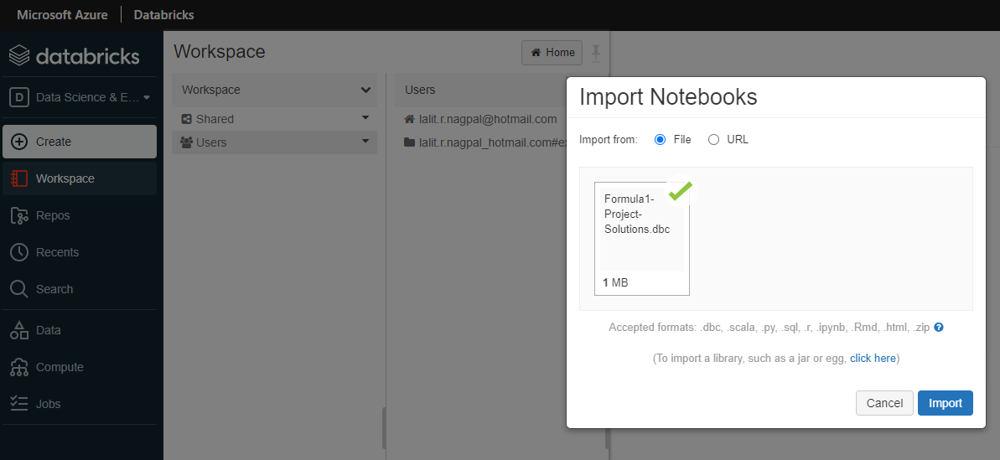 Microsoft Azure
Databricks
databricks
D
Data Science & E...
Create
Workspace
Repos
Recents
Search
Data
Compute
Jobs
Workspace
Home
Workspace
Shared
Users
Users
lalit.r.nagpal@hotmail.com
lalit.r.nagpal_hotmail.com#ex
Import Notebooks
Import from:
File
URL
Formula1-
Project-
Solutions.dbc
1 MB
Accepted formats: .dbc, .scala, .py, .sql, .r, .ipynb, .Rmd, .html, .zip ?
(To import a library, such as a jar or egg, click here)
Cancel
Import